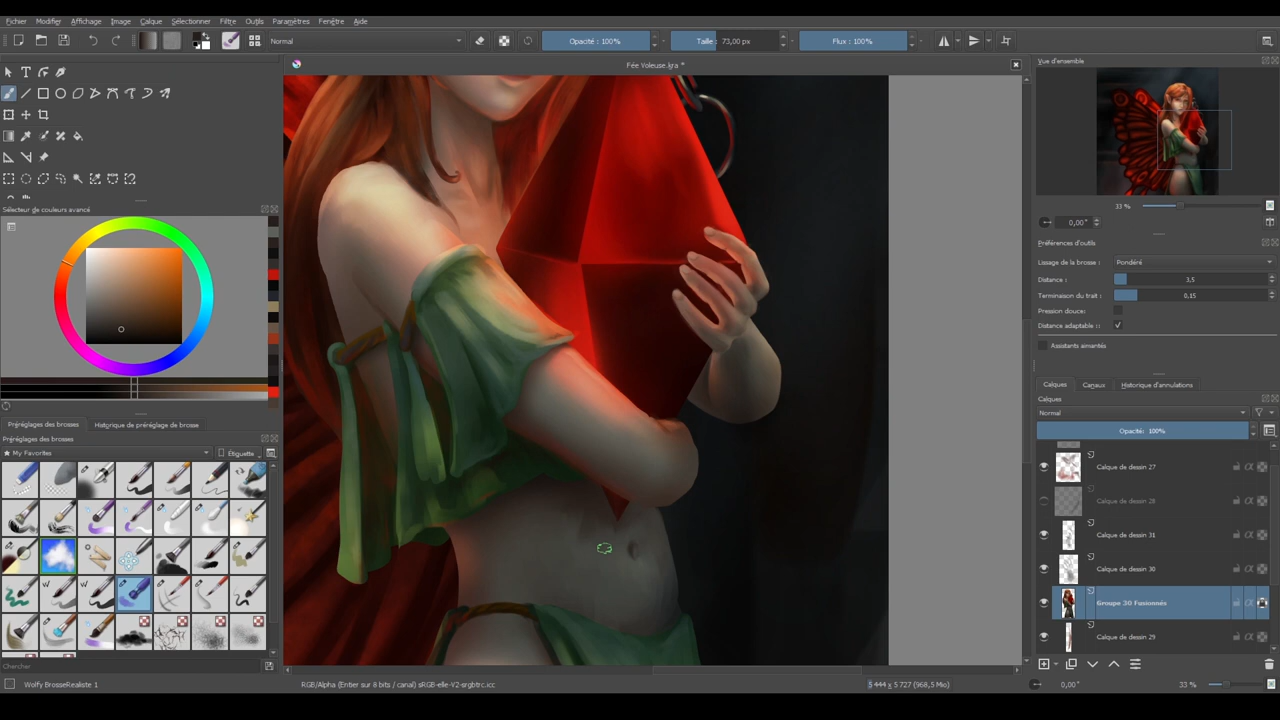 Fichier Modifier Affichage Image Calque Sélectionner Filtre Outils Paramètres Fenêtre Aide
Normal Opacité : 100% Taille : 73,00 px Flux : 100%
Fée Voleuse.kra *
Vue d'ensemble
33 %
0,00°
Sélecteur de couleurs avancé
Préférences d'outils
Lissage de la brosse : Pondéré
Distance : 3,5
Terminaison du trait : 0,15
Pression douce:
Distance adaptable ::
Assistants aimantés
Calques Canaux Historique d'annulations
Calques
Normal
Opacité: 100%
Préréglages des brosses Historique de préréglage de brosse
Préréglages des brosses
My Favorites Étiquette
Calque de dessin 27
Calque de dessin 28
Calque de dessin 31
Calque de dessin 30
Groupe 30 Fusionnés
Calque de dessin 29
Chercher
Wolfy BrosseRealiste 1 RGB/Alpha (Entier sur 8 bits / canal) sRGB-elle-V2-srgbtrc.icc 5 444 x 5 727 (968,5 Mio) 0,00° 33 %